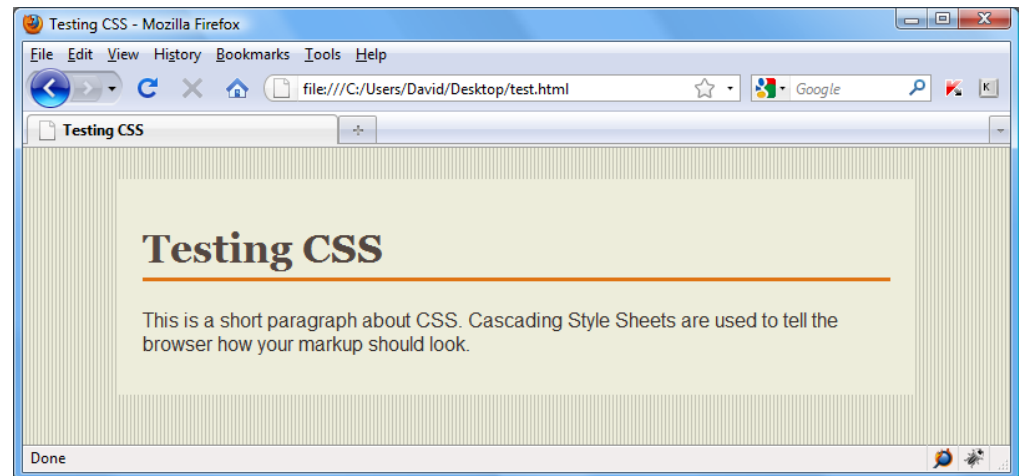 Testing CSS - Mozilla Firefox
File Edit View History Bookmarks Tools Help
file:///C:/Users/David/Desktop/test.html Google K
Testing CSS
Testing CSS
This is a short paragraph about CSS. Cascading Style Sheets are used to tell the
browser how your markup should look.
Done